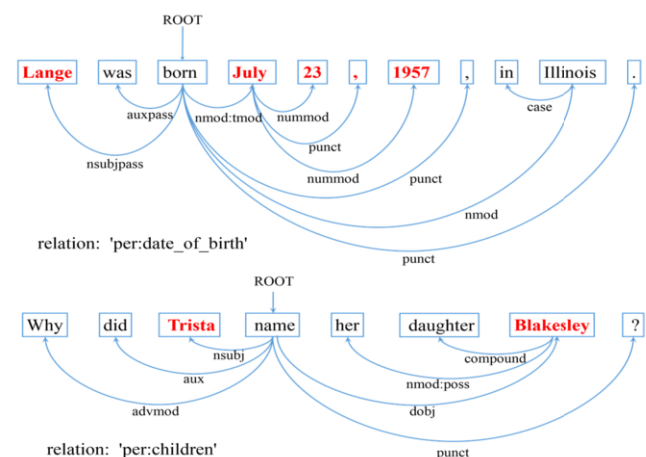 ROOT
Lange was born July 23 , 1957 , in Illinois .
auxpass nmod:tmod nummod case
punct
nsubjpass nummod punct
nmod
relation: 'per:date_of_birth'
punct
ROOT
Why did Trista name her daughter Blakesley ?
nsubj compound
aux nmod:poss
advmod dobj
relation: 'per:children' punct